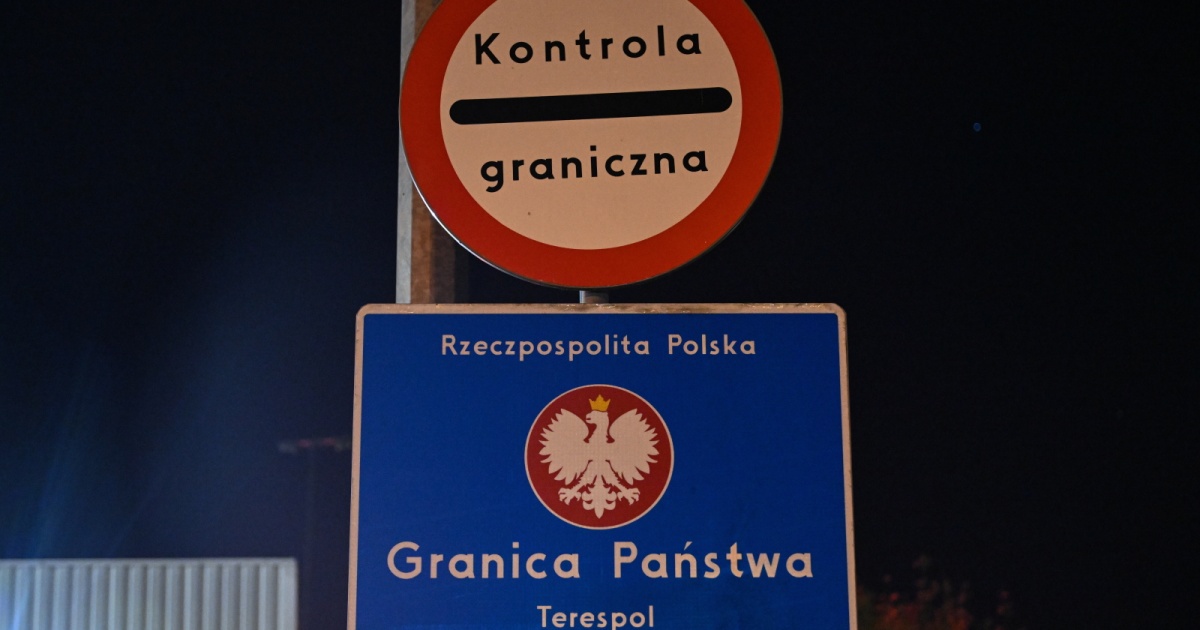 Kontrola
graniczna
Rzeczpospolita Polska
Granica Państwa
Terespol